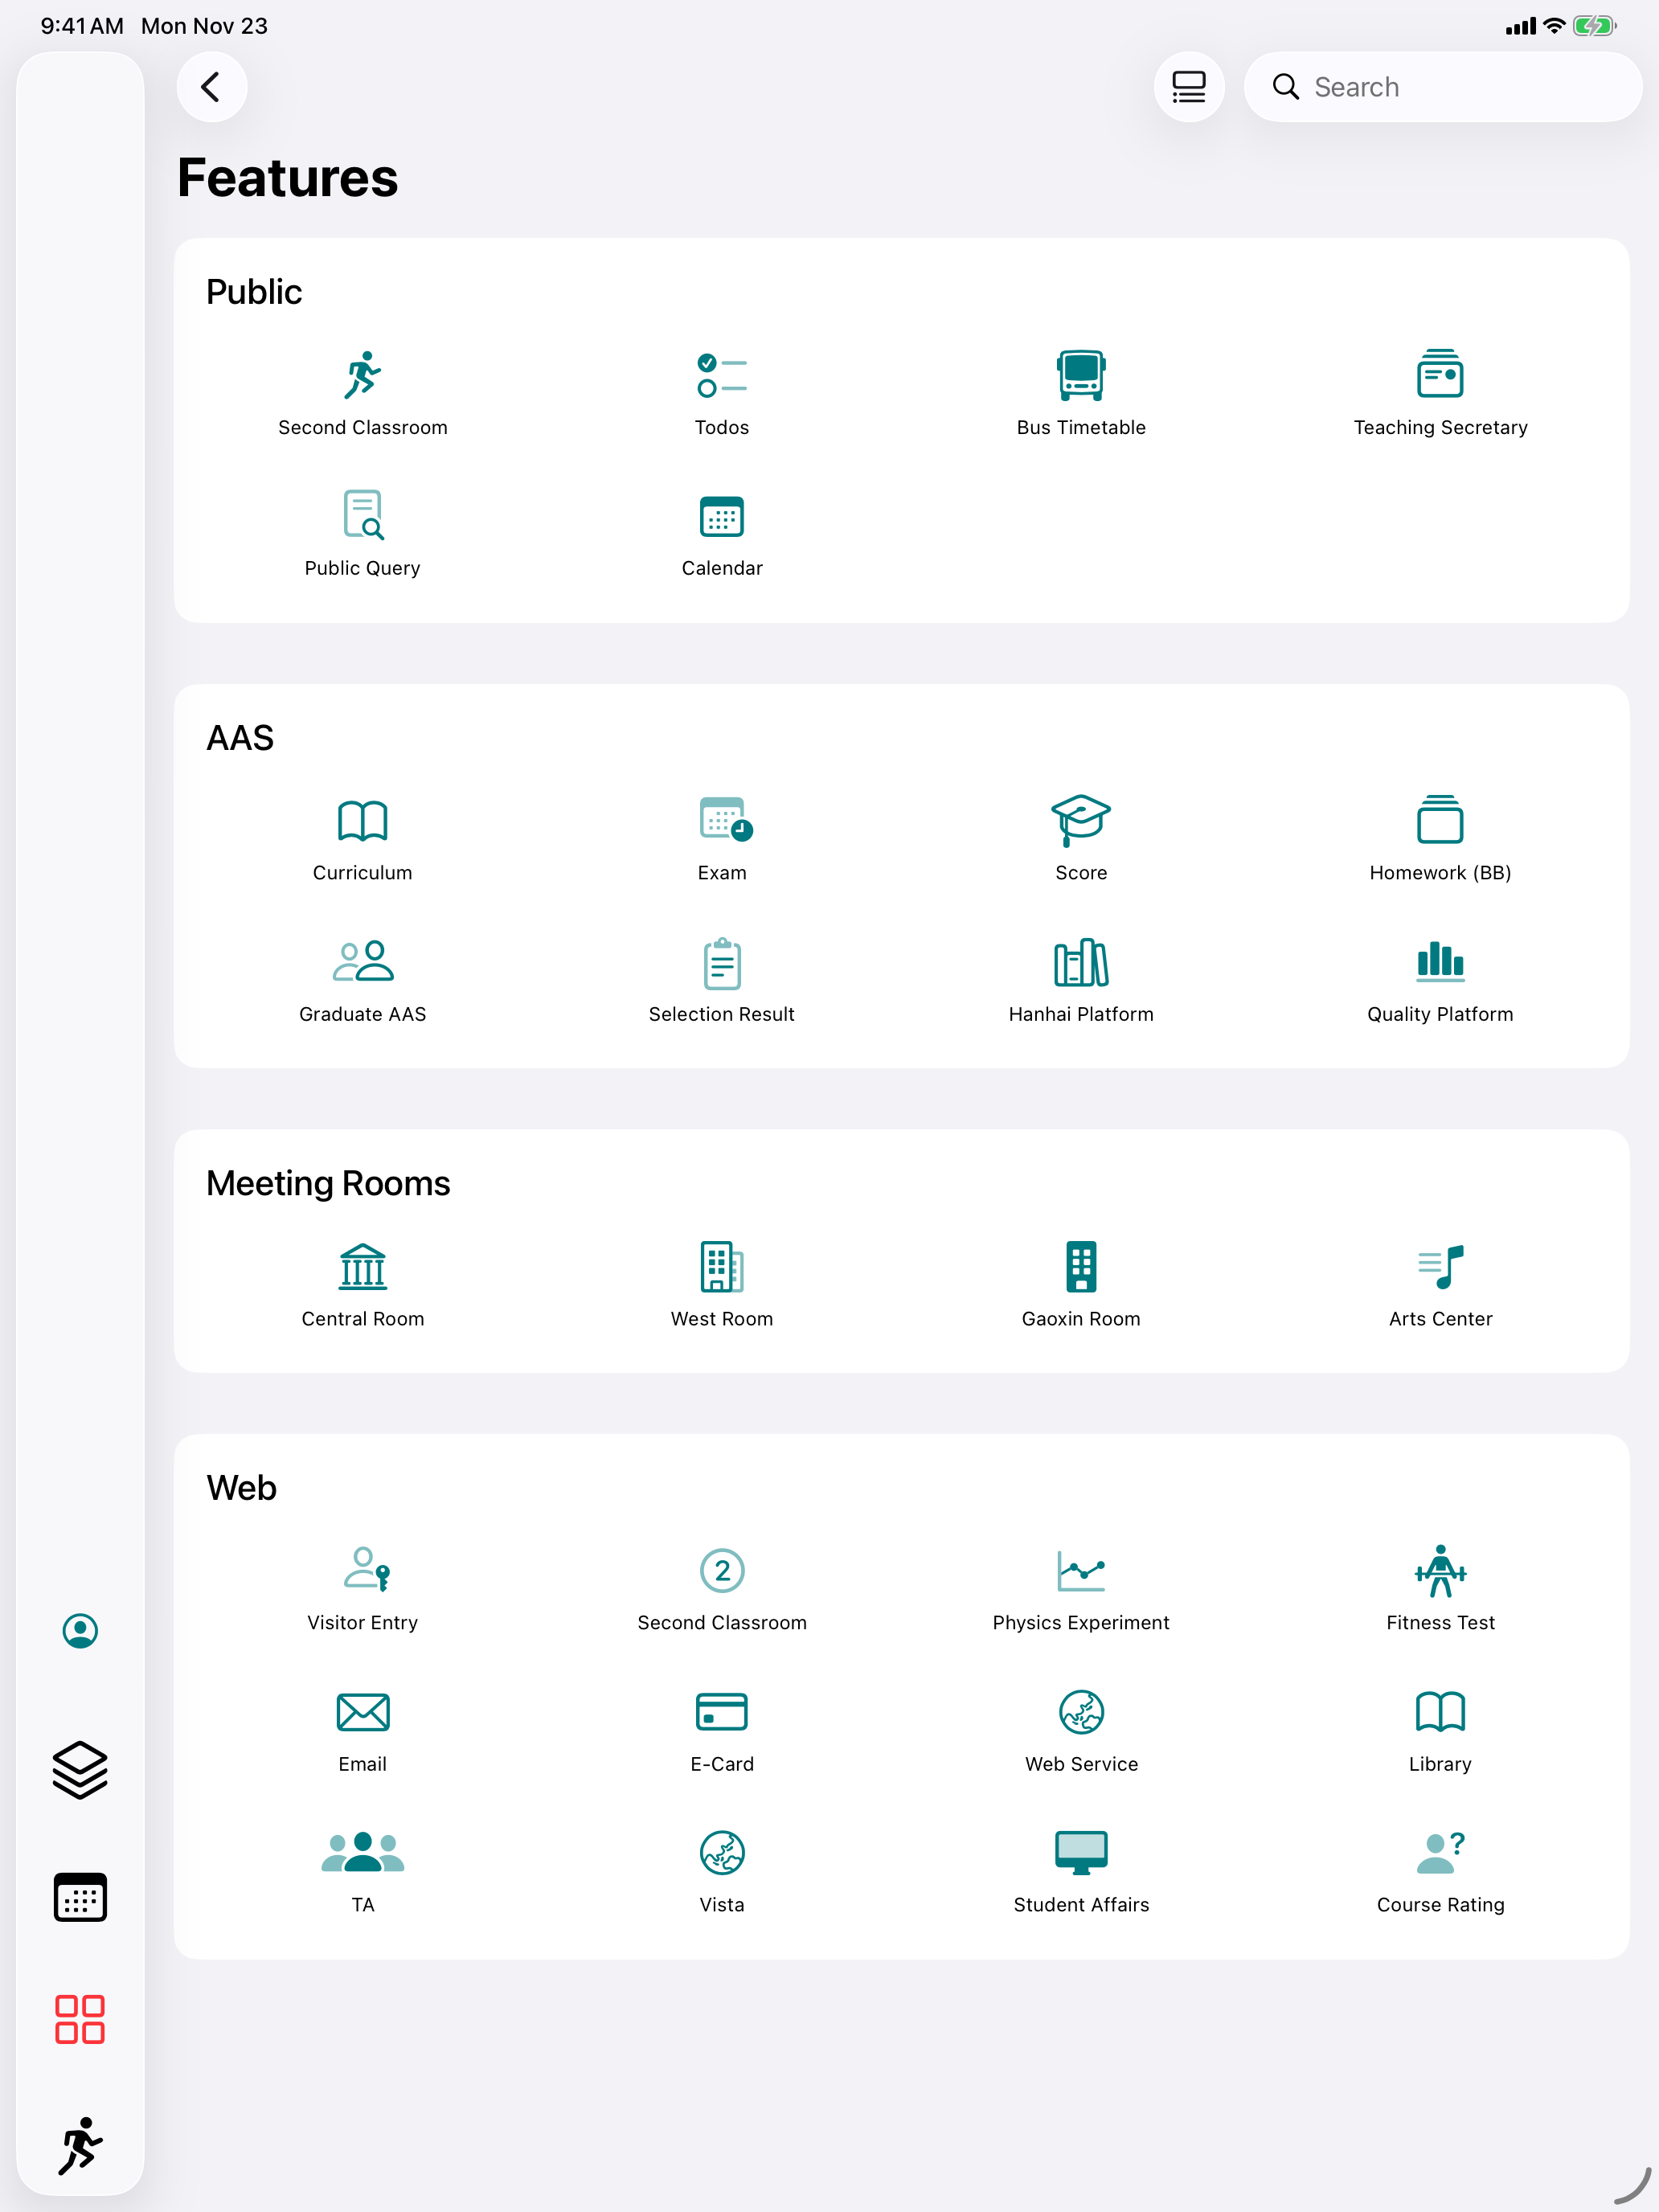 9:41 AM Mon Nov 23
Search
Features
Public
Second Classroom
Todos
Bus Timetable
Teaching Secretary
Public Query
Calendar
AAS
Curriculum
Exam
Score
Homework (BB)
Graduate AAS
Selection Result
Hanhai Platform
Quality Platform
Meeting Rooms
Central Room
West Room
Gaoxin Room
Arts Center
Web
2
Visitor Entry
Second Classroom
Physics Experiment
Fitness Test
Email
E-Card
Web Service
Library
?
TA
Vista
Student Affairs
Course Rating